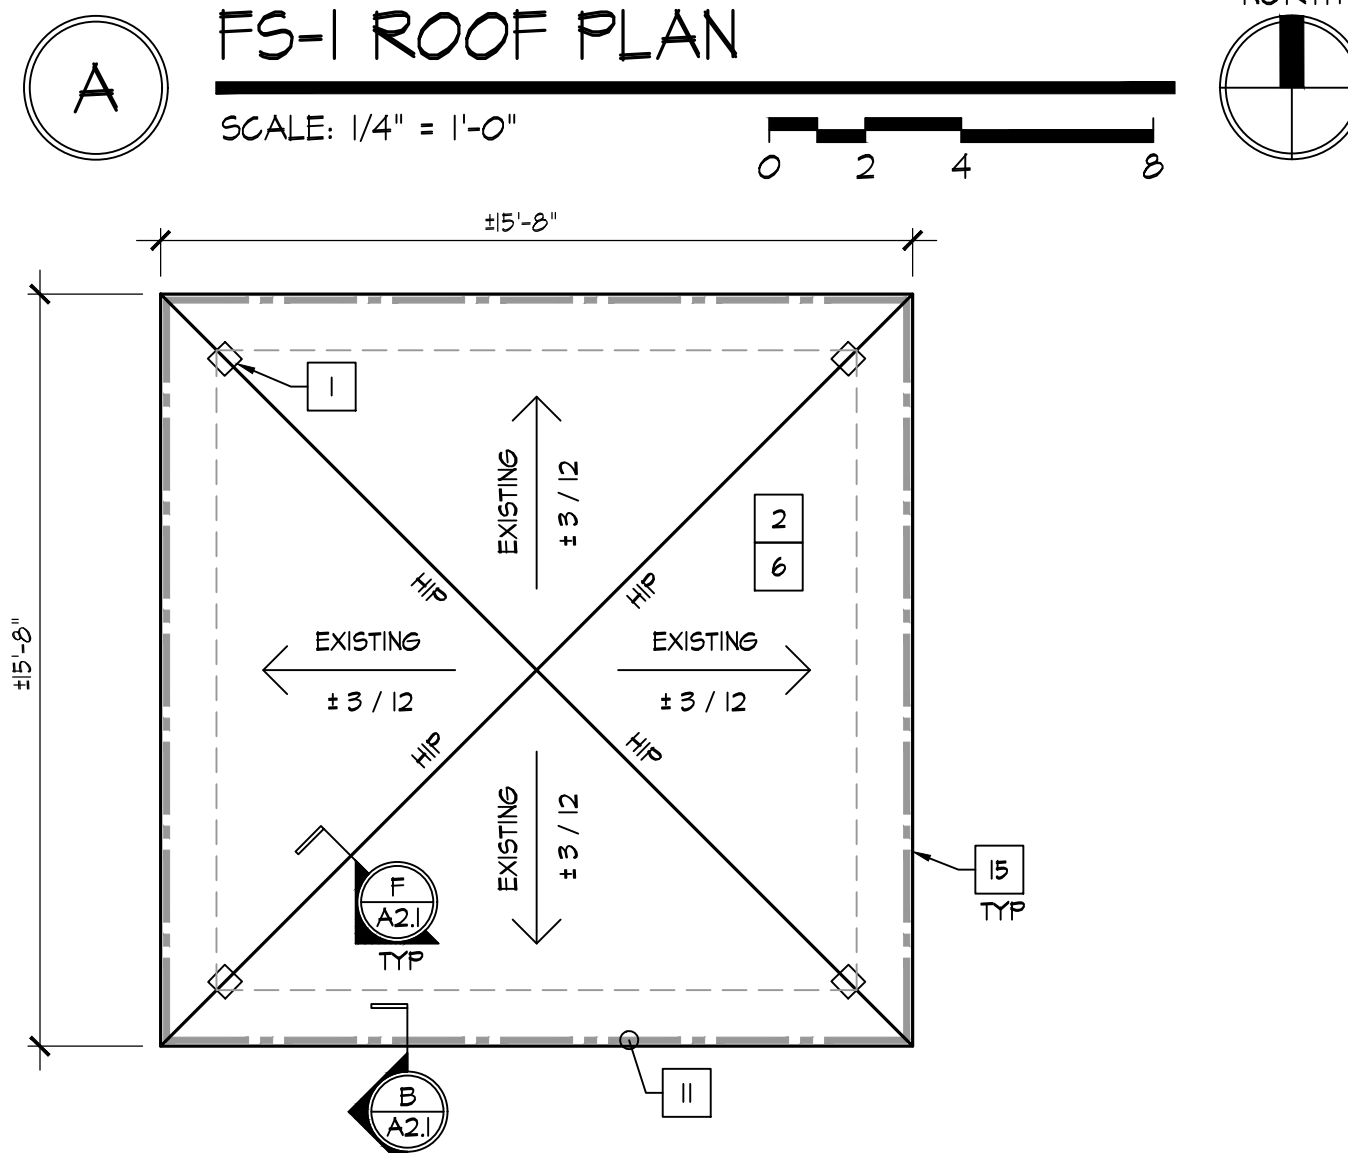 A
FS-1 ROOF PLAN
NORTH
SCALE: 1/4" = 1'-0"
0 2 4 8
±15'-8"
1
EXISTING
± 3 / 12
2
6
HIP
HIP
±15'-8"
EXISTING
± 3 / 12
EXISTING
± 3 / 12
HIP
HIP
EXISTING
± 3 / 12
F
A2.1
TYP
15
TYP
B
A2.1
11